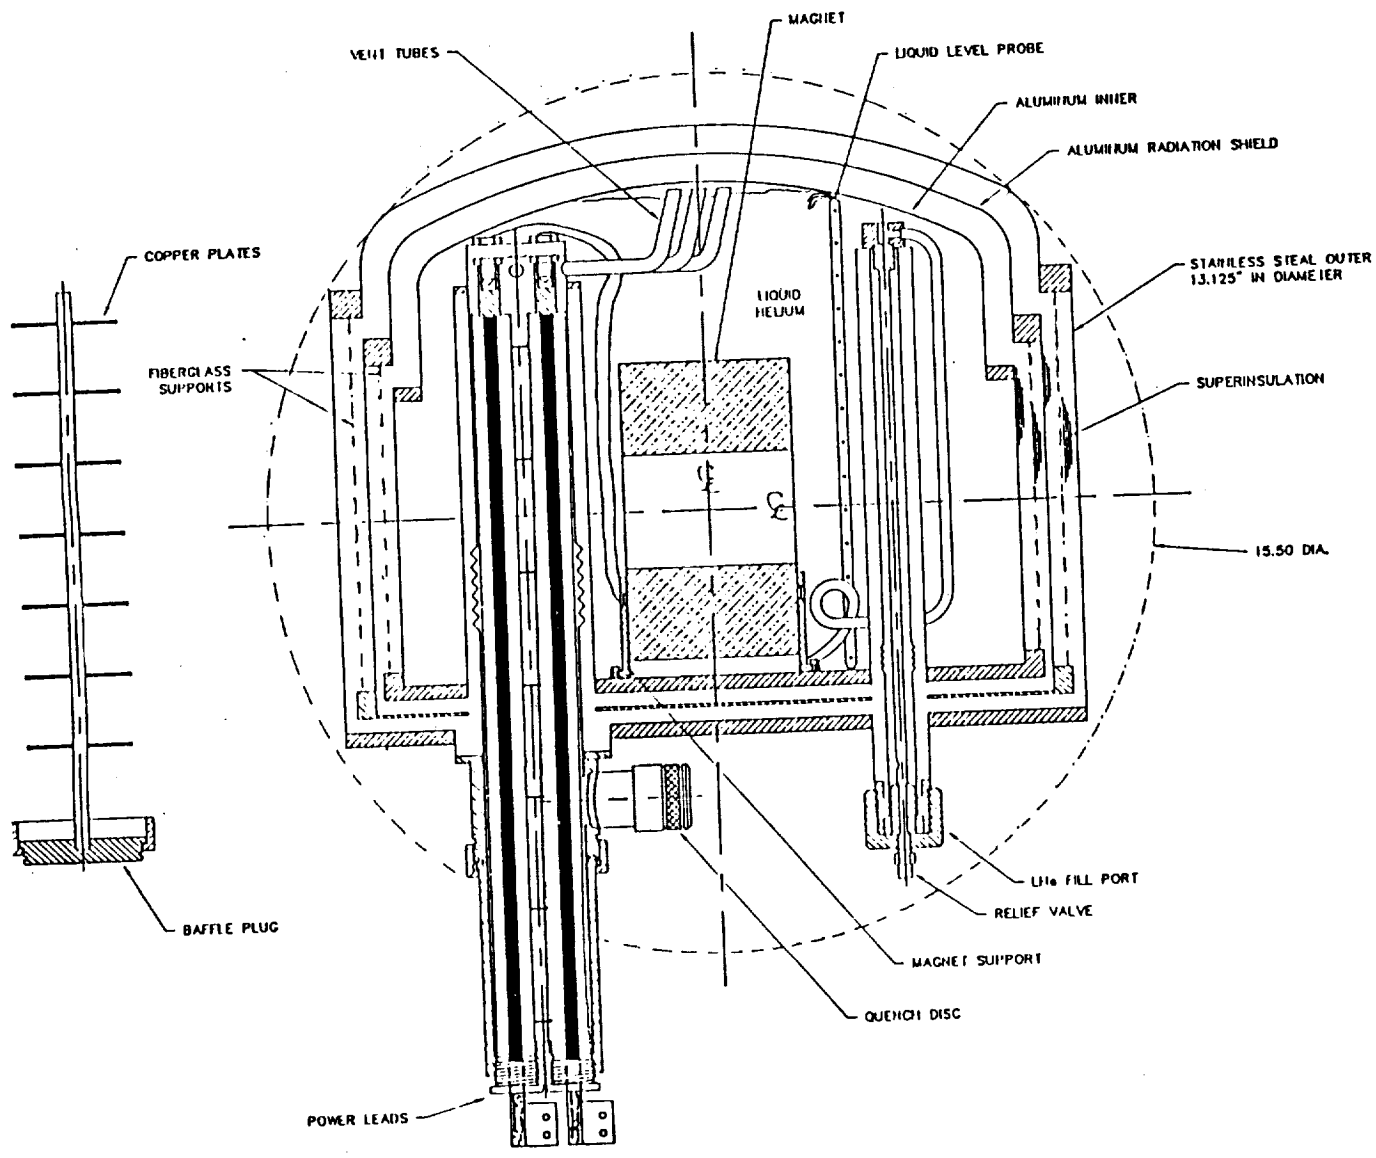 MAGNET
VENT TUBES
LIQUID LEVEL PROBE
ALUMINUM INNER
ALUMINUM RADIATION SHIELD
COPPER PLATES
STAINLESS STEAL OUTER
13.125" IN DIAMETER
LIQUID
HELIUM
FIBERGLASS
SUPPORTS
SUPERINSULATION
℄
℄
15.50 DIA.
LHe FILL PORT
RELIEF VALVE
BAFFLE PLUG
MAGNET SUPPORT
QUENCH DISC
POWER LEADS